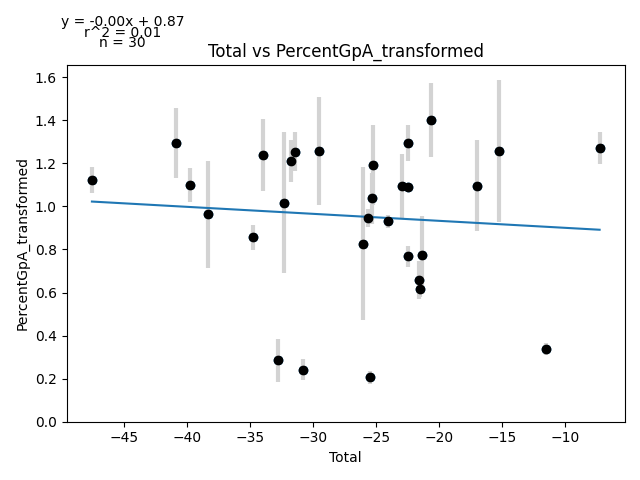 y = -0.00x + 0.87
r^2 = 0.01
n = 30
Total vs PercentGpA_transformed
PercentGpA_transformed
1.6
1.4
1.2
1.0
0.8
0.6
0.4
0.2
0.0
−45 −40 −35 −30 −25 −20 −15 −10
Total